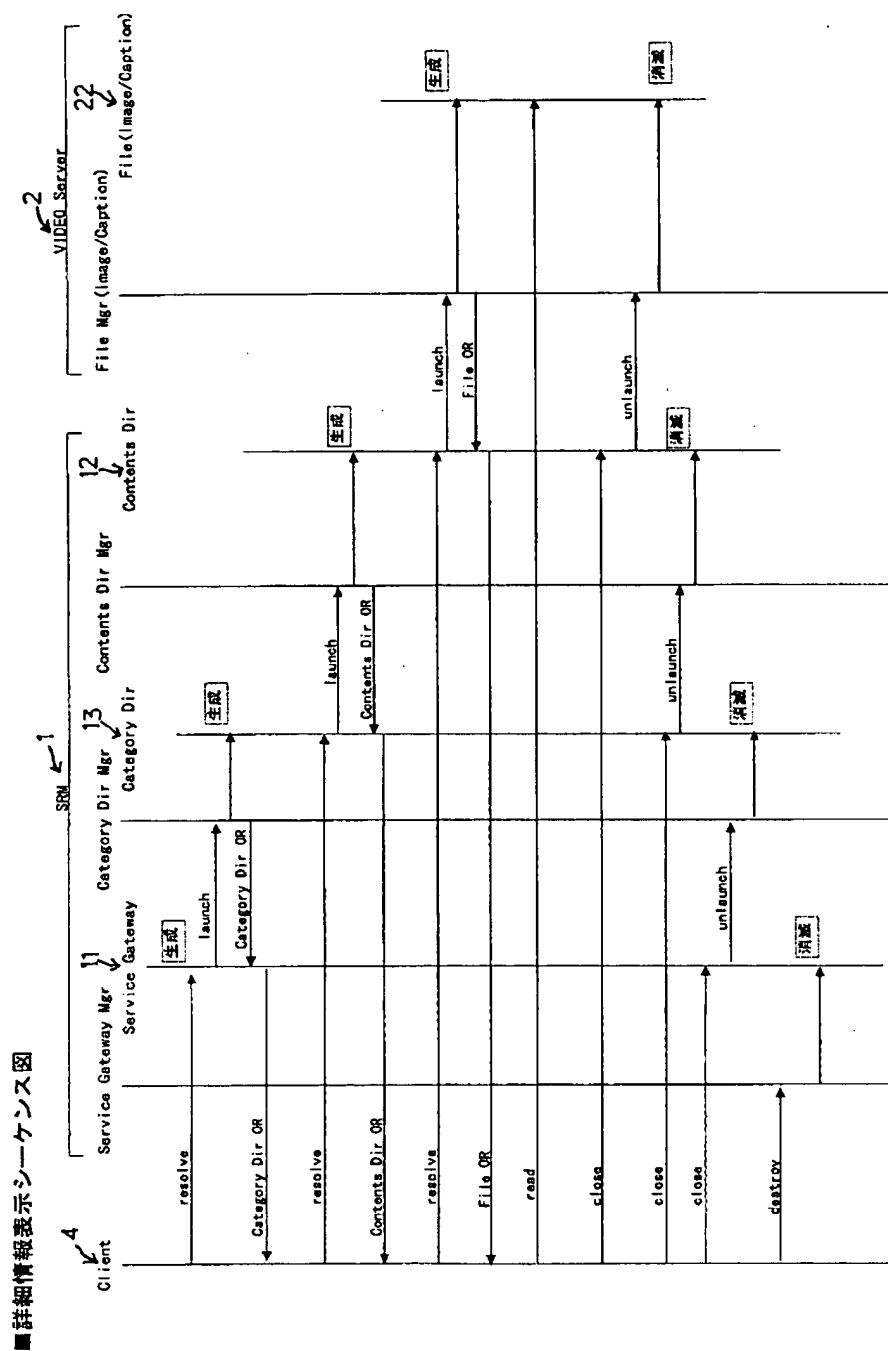 ■詳細情報表示シーケンス図
4
Client
SRM 1
Service Gateway Mgr
11
Service Gateway
Category Dir Mgr
13
Category Dir
Contents Dir Mgr
12
Contents Dir
VIDEO Server 2
File Mgr(Image/Caption)
22
File(Image/Caption)
resolve
生成
launch
生成
Category Dir OR
Category Dir OR
resolve
launch
生成
Contents Dir OR
Contents Dir OR
resolve
launch
生成
File OR
File OR
read
close
unlaunch
消滅
close
unlaunch
消滅
close
unlaunch
消滅
destroy
消滅